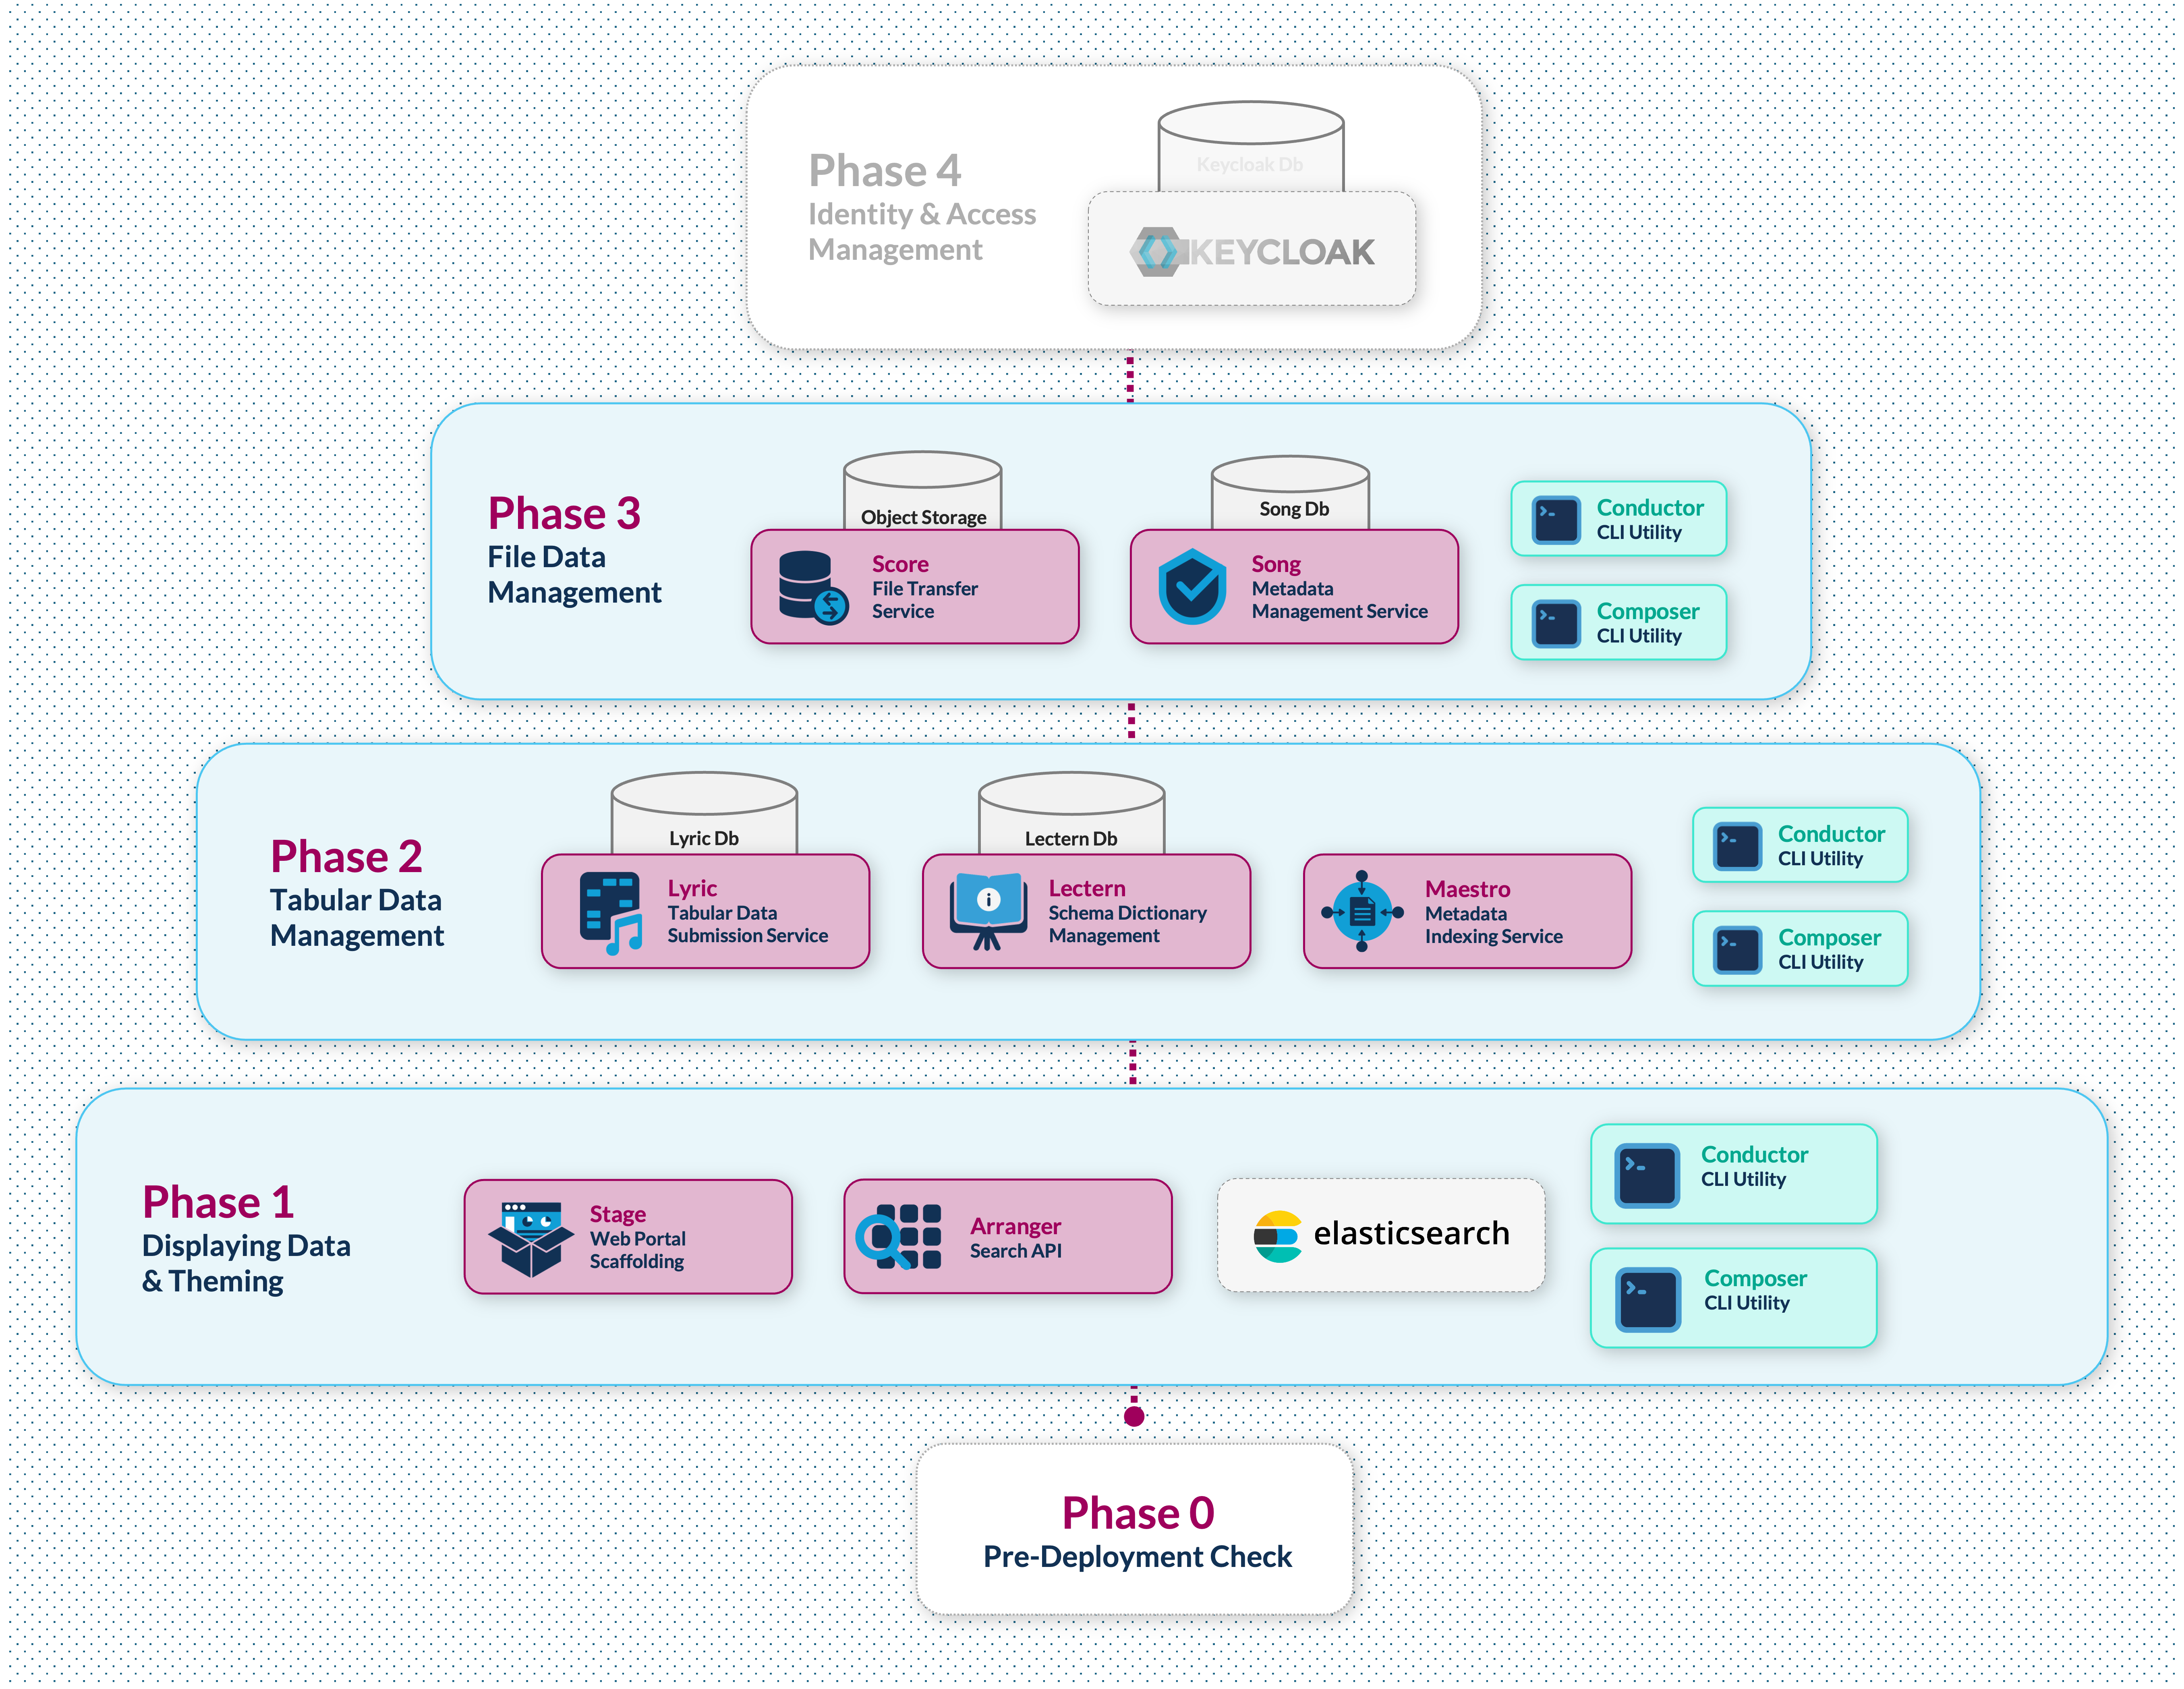 Phase 4
Identity & Access
Management
Keycloak Db
KEYCLOAK
Phase 3
File Data
Management
Object Storage
Score
File Transfer
Service
Song Db
Song
Metadata
Management Service
Conductor
CLI Utility
Composer
CLI Utility
Phase 2
Tabular Data
Management
Lyric Db
Lyric
Tabular Data
Submission Service
Lectern Db
Lectern
Schema Dictionary
Management
Maestro
Metadata
Indexing Service
Conductor
CLI Utility
Composer
CLI Utility
Phase 1
Displaying Data
& Theming
Stage
Web Portal
Scaffolding
Arranger
Search API
elasticsearch
Conductor
CLI Utility
Composer
CLI Utility
Phase 0
Pre-Deployment Check